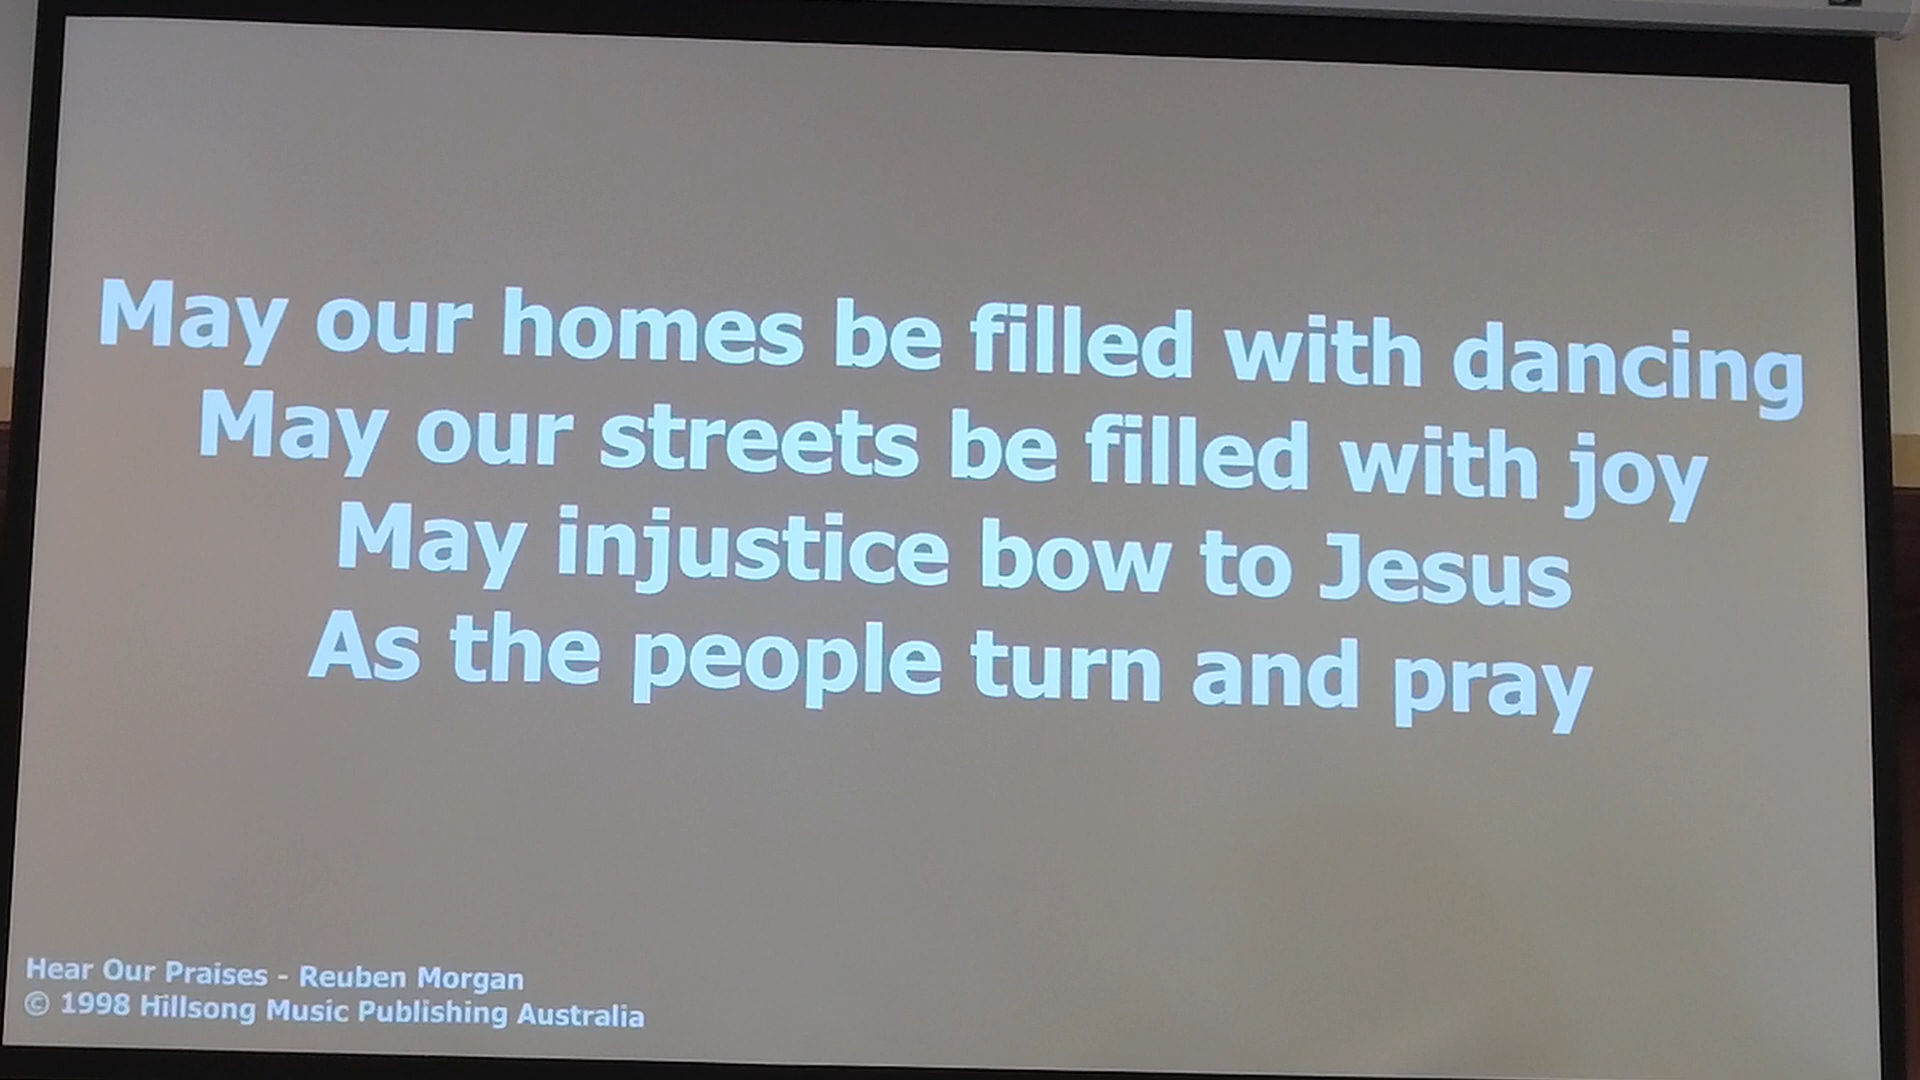 May our homes be filled with dancing
May our streets be filled with joy
May injustice bow to Jesus
As the people turn and pray
Hear Our Praises - Reuben Morgan
© 1998 Hillsong Music Publishing Australia